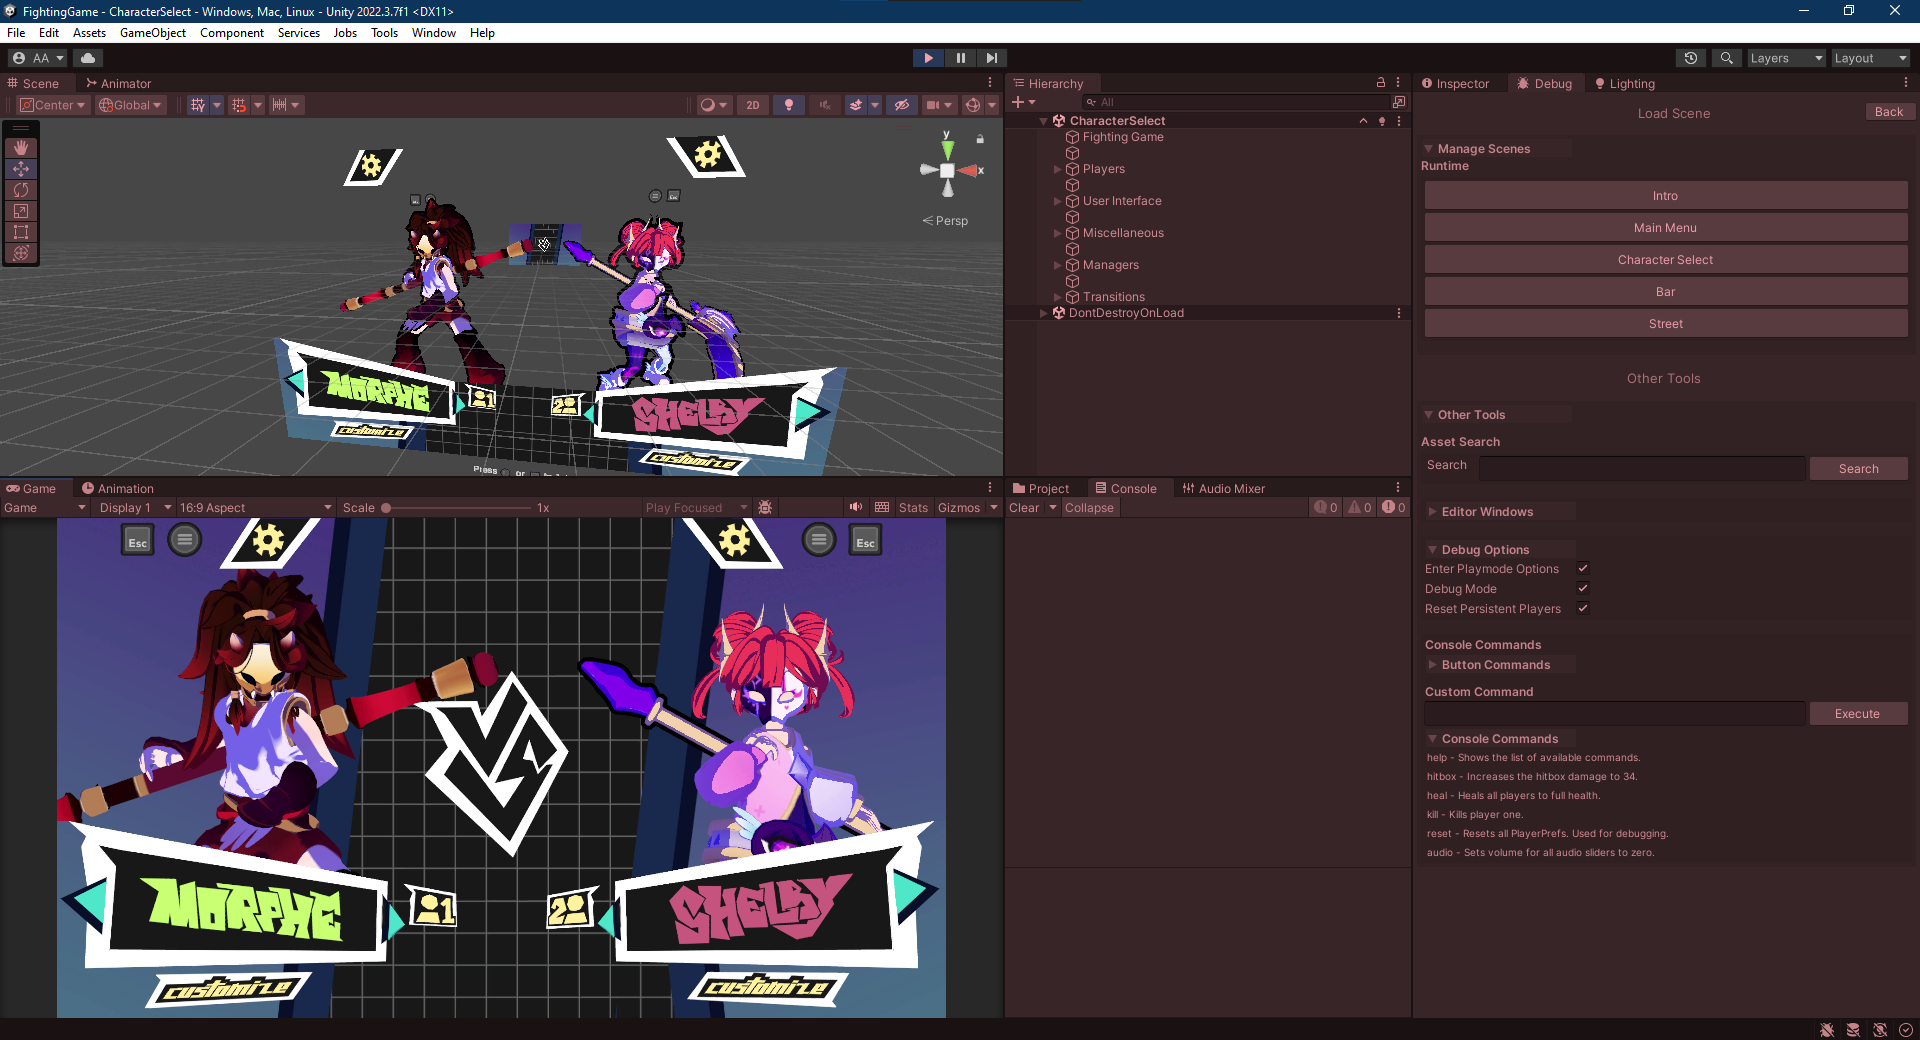 FightingGame - CharacterSelect - Windows, Mac, Linux - Unity 2022.3.7f1 <DX11>
File Edit Assets GameObject Component Services Jobs Tools Window Help
AA
Layers
Layout
Scene
Animator
Center
Global
2D
y
x
Persp
Esc
MORPHE
1
2
SHELBY
customize
customize
Press or
Game
Animation
Game
Display 1
16:9 Aspect
Scale
1x
Play Focused
Stats
Gizmos
Esc
Esc
VS
MORPHE
1
2
SHELBY
customize
customize
Hierarchy
All
CharacterSelect
Fighting Game
Players
User Interface
Miscellaneous
Managers
Transitions
DontDestroyOnLoad
Project
Console
Audio Mixer
Clear
Collapse
0
0
0
Inspector
Debug
Lighting
Load Scene
Back
Manage Scenes
Runtime
Intro
Main Menu
Character Select
Bar
Street
Other Tools
Other Tools
Asset Search
Search
Search
Editor Windows
Debug Options
Enter Playmode Options
Debug Mode
Reset Persistent Players
Console Commands
Button Commands
Custom Command
Execute
Console Commands
help - Shows the list of available commands.
hitbox - Increases the hitbox damage to 34.
heal - Heals all players to full health.
kill - Kills player one.
reset - Resets all PlayerPrefs. Used for debugging.
audio - Sets volume for all audio sliders to zero.